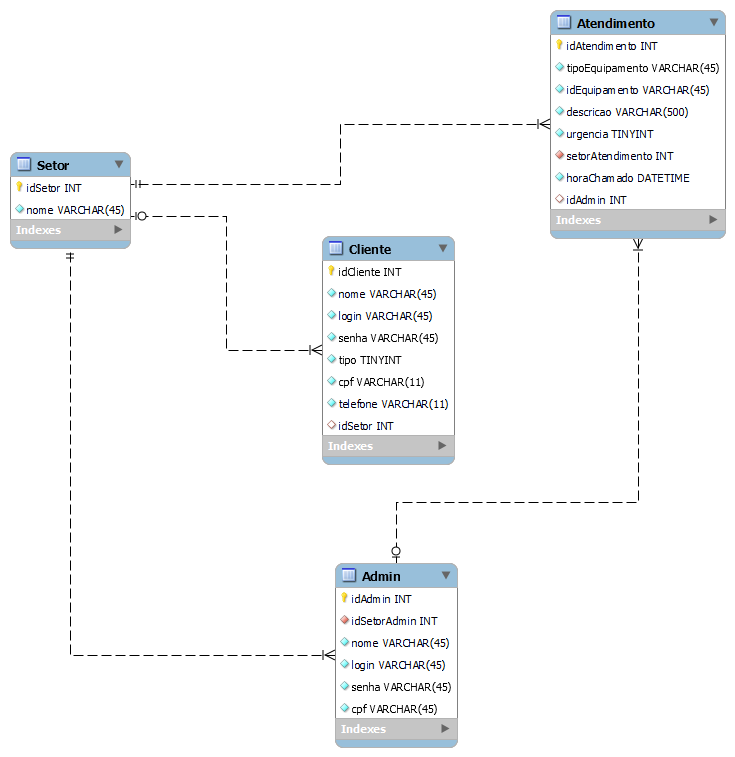 Atendimento
idAtendimento INT
tipoEquipamento VARCHAR(45)
idEquipamento VARCHAR(45)
descricao VARCHAR(500)
urgencia TINYINT
setorAtendimento INT
horaChamado DATETIME
idAdmin INT
Indexes
Setor
idSetor INT
nome VARCHAR(45)
Indexes
Cliente
idCliente INT
nome VARCHAR(45)
login VARCHAR(45)
senha VARCHAR(45)
tipo TINYINT
cpf VARCHAR(11)
telefone VARCHAR(11)
idSetor INT
Indexes
Admin
idAdmin INT
idSetorAdmin INT
nome VARCHAR(45)
login VARCHAR(45)
senha VARCHAR(45)
cpf VARCHAR(45)
Indexes